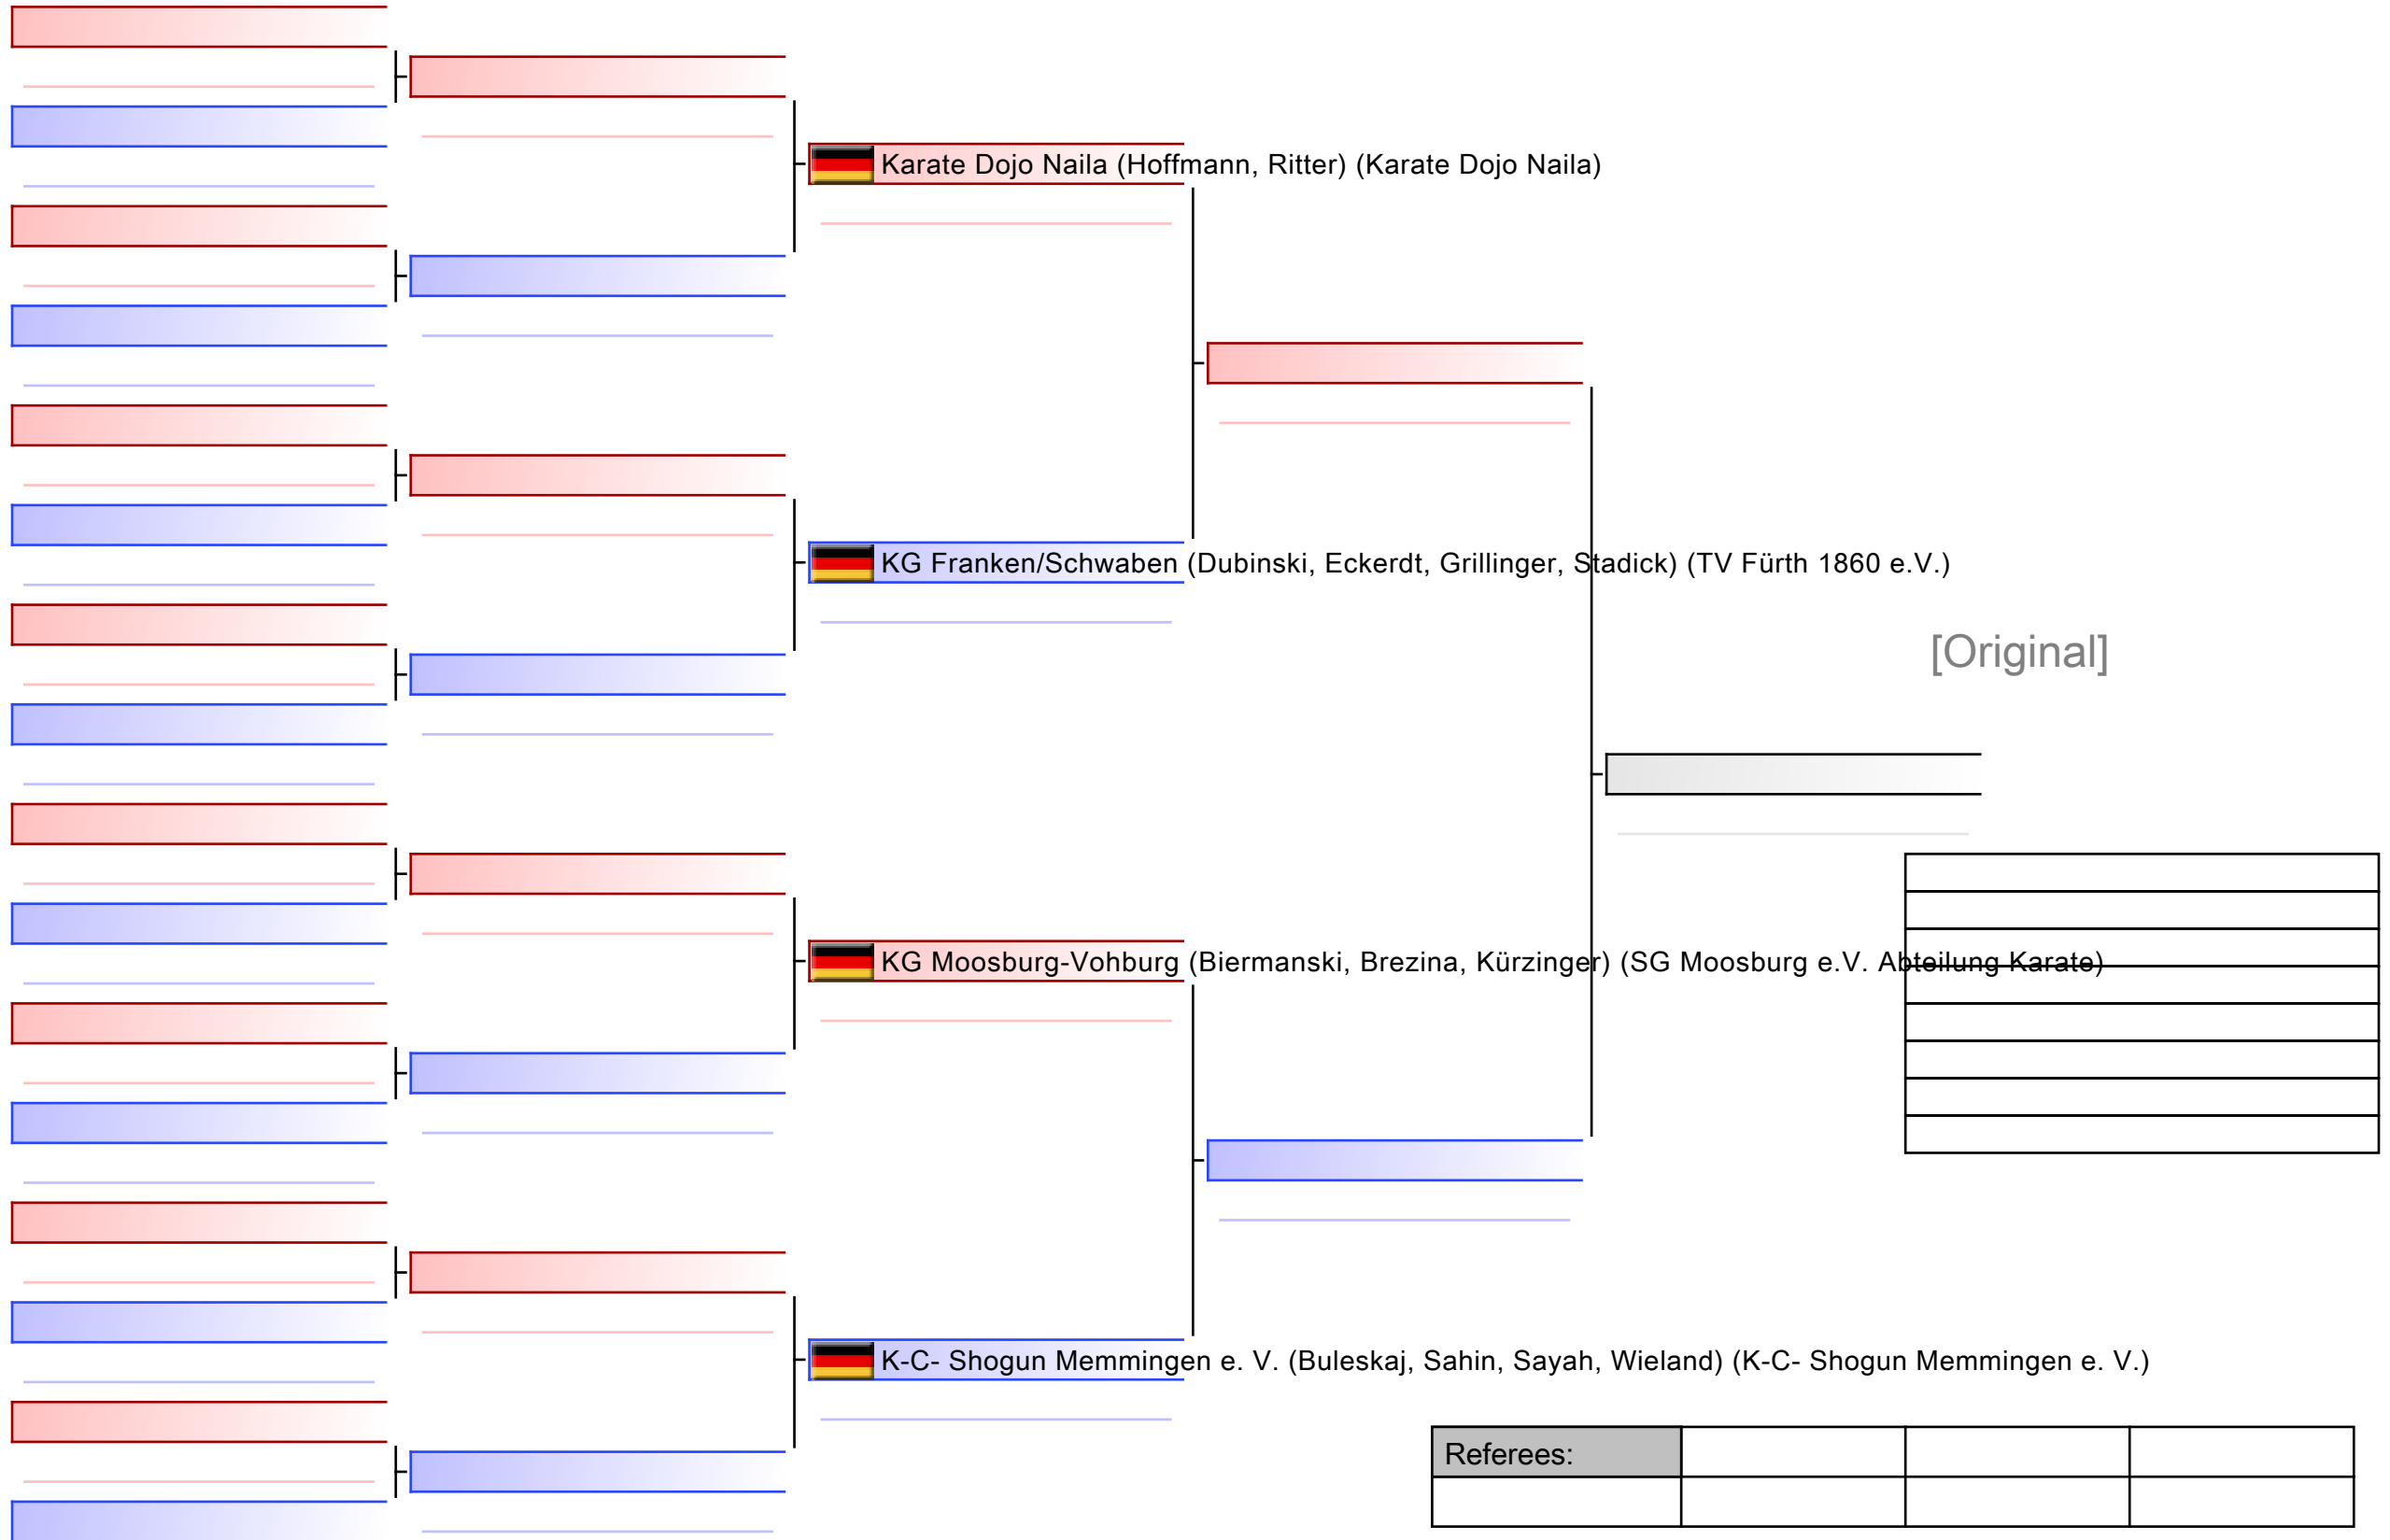 Karate Dojo Naila (Hoffmann, Ritter) (Karate Dojo Naila)
KG Franken/Schwaben (Dubinski, Eckerdt, Grillinger, Stadick) (TV Fürth 1860 e.V.)
[Original]
KG Moosburg-Vohburg (Biermanski, Brezina, Kürzinger) (SG Moosburg e.V. Abteilung Karate)
K-C- Shogun Memmingen e. V. (Buleskaj, Sahin, Sayah, Wieland) (K-C- Shogun Memmingen e. V.)
Referees: